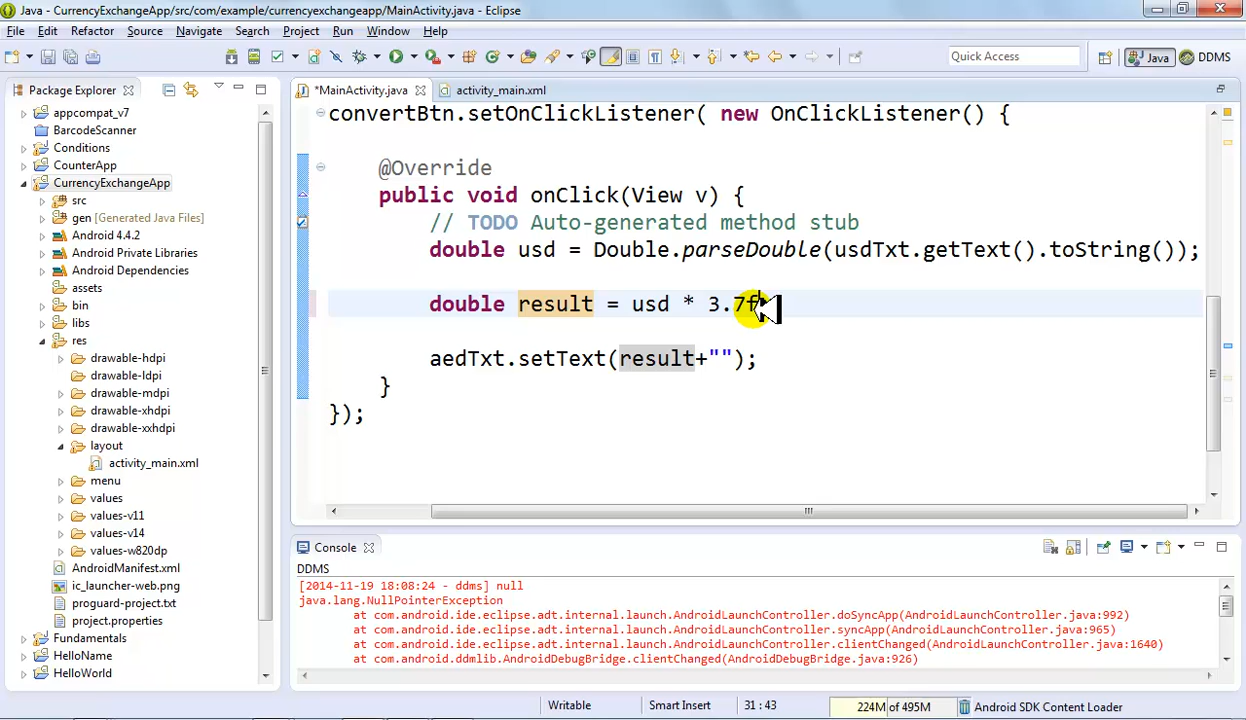 Java - CurrencyExchangeApp/src/com/example/currencyexchangeapp/MainActivity.java - Eclipse
File Edit Refactor Source Navigate Search Project Run Window Help
Quick Access
Java
DDMS
Package Explorer
*MainActivity.java
activity_main.xml
appcompat_v7
BarcodeScanner
Conditions
CounterApp
CurrencyExchangeApp
src
gen [Generated Java Files]
Android 4.4.2
Android Private Libraries
Android Dependencies
assets
bin
libs
res
drawable-hdpi
drawable-ldpi
drawable-mdpi
drawable-xhdpi
drawable-xxhdpi
layout
activity_main.xml
menu
values
values-v11
values-v14
values-w820dp
AndroidManifest.xml
ic_launcher-web.png
proguard-project.txt
project.properties
Fundamentals
HelloName
HelloWorld
convertBtn.setOnClickListener( new OnClickListener() {
@Override
public void onClick(View v) {
// TODO Auto-generated method stub
double usd = Double.parseDouble(usdTxt.getText().toString());
double result = usd * 3.7f
aedTxt.setText(result+"");
}
});
Console
DDMS
[2014-11-19 18:08:24 - ddms] null
java.lang.NullPointerException
at com.android.ide.eclipse.adt.internal.launch.AndroidLaunchController.doSyncApp(AndroidLaunchController.java:992)
at com.android.ide.eclipse.adt.internal.launch.AndroidLaunchController.syncApp(AndroidLaunchController.java:965)
at com.android.ide.eclipse.adt.internal.launch.AndroidLaunchController.clientChanged(AndroidLaunchController.java:1640)
at com.android.ddmlib.AndroidDebugBridge.clientChanged(AndroidDebugBridge.java:926)
Writable
Smart Insert
31 : 43
224M of 495M
Android SDK Content Loader